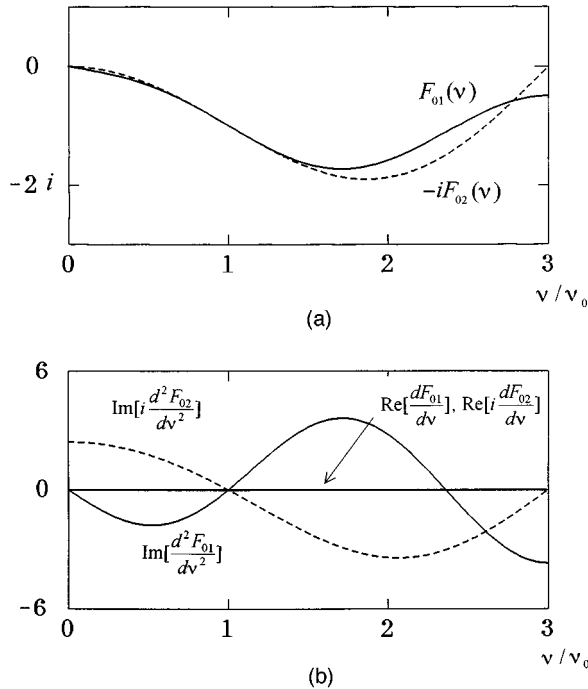 0
F₀₁(ν)
-2 i
-iF₀₂(ν)
0 1 2 3
ν / ν₀
(a)
6
Im[i d²F₀₂/dν²]
Re[dF₀₁/dν], Re[i dF₀₂/dν]
0
Im[d²F₀₁/dν²]
-6
0 1 2 3
ν / ν₀
(b)